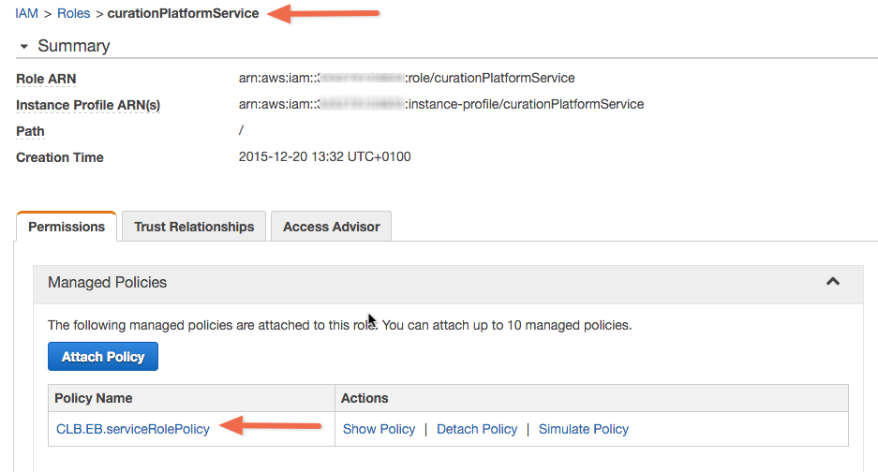 IAM > Roles > curationPlatformService
Summary
Role ARN arn:aws:iam:: :role/curationPlatformService
Instance Profile ARN(s) arn:aws:iam:: :instance-profile/curationPlatformService
Path /
Creation Time 2015-12-20 13:32 UTC+0100
Permissions Trust Relationships Access Advisor
Managed Policies
The following managed policies are attached to this role. You can attach up to 10 managed policies.
Attach Policy
Policy Name Actions
CLB.EB.serviceRolePolicy Show Policy | Detach Policy | Simulate Policy